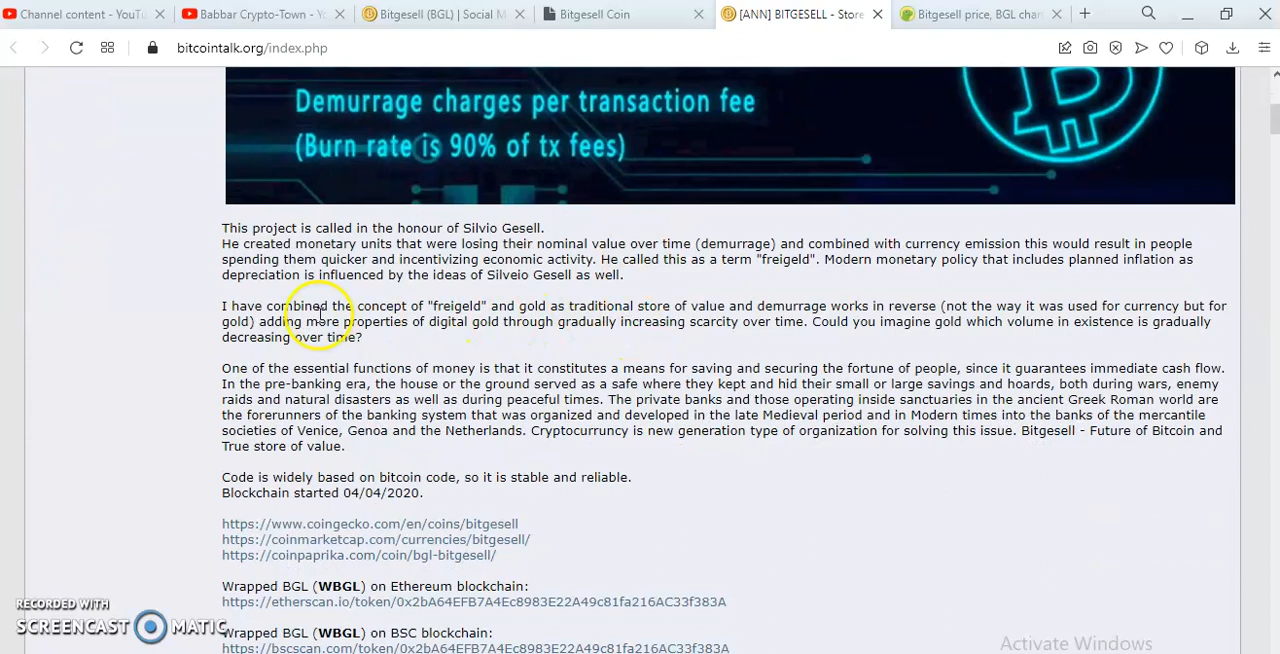 Channel content - YouTu
Babbar Crypto-Town - Yo
Bitgesell (BGL) | Social M
Bitgesell Coin
[ANN] BITGESELL - Store
Bitgesell price, BGL char
bitcointalk.org/index.php
Demurrage charges per transaction fee
(Burn rate is 90% of tx fees)
This project is called in the honour of Silvio Gesell.
He created monetary units that were losing their nominal value over time (demurrage) and combined with currency emission this would result in people
spending them quicker and incentivizing economic activity. He called this as a term "freigeld". Modern monetary policy that includes planned inflation as
depreciation is influenced by the ideas of Silveio Gesell as well.
I have combined the concept of "freigeld" and gold as traditional store of value and demurrage works in reverse (not the way it was used for currency but for
gold) adding more properties of digital gold through gradually increasing scarcity over time. Could you imagine gold which volume in existence is gradually
decreasing over time?
One of the essential functions of money is that it constitutes a means for saving and securing the fortune of people, since it guarantees immediate cash flow.
In the pre-banking era, the house or the ground served as a safe where they kept and hid their small or large savings and hoards, both during wars, enemy
raids and natural disasters as well as during peaceful times. The private banks and those operating inside sanctuaries in the ancient Greek Roman world are
the forerunners of the banking system that was organized and developed in the late Medieval period and in Modern times into the banks of the mercantile
societies of Venice, Genoa and the Netherlands. Cryptocurruncy is new generation type of organization for solving this issue. Bitgesell - Future of Bitcoin and
True store of value.
Code is widely based on bitcoin code, so it is stable and reliable.
Blockchain started 04/04/2020.
https://www.coingecko.com/en/coins/bitgesell
https://coinmarketcap.com/currencies/bitgesell/
https://coinpaprika.com/coin/bgl-bitgesell/
Wrapped BGL (WBGL) on Ethereum blockchain:
https://etherscan.io/token/0x2bA64EFB7A4Ec8983E22A49c81fa216AC33f383A
Wrapped BGL (WBGL) on BSC blockchain:
https://bscscan.com/token/0x2bA64EFB7A4Ec8983E22A49c81fa216AC33f383A
RECORDED WITH
SCREENCAST MATIC
Activate Windows